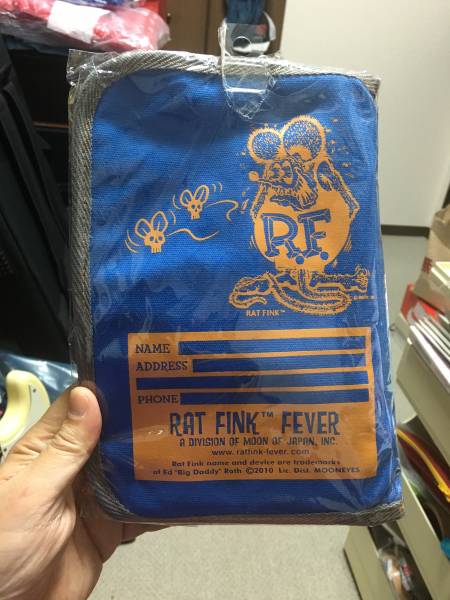 R.F.
RAT FINK™
NAME
ADDRESS
PHONE
RAT FINK™ FEVER
A DIVISION OF MOON OF JAPAN, INC.
www.ratfink-fever.com
Rat Fink name and device are trademarks
of Ed "Big Daddy" Roth ©2010 Lic. Dist. MOONEYES